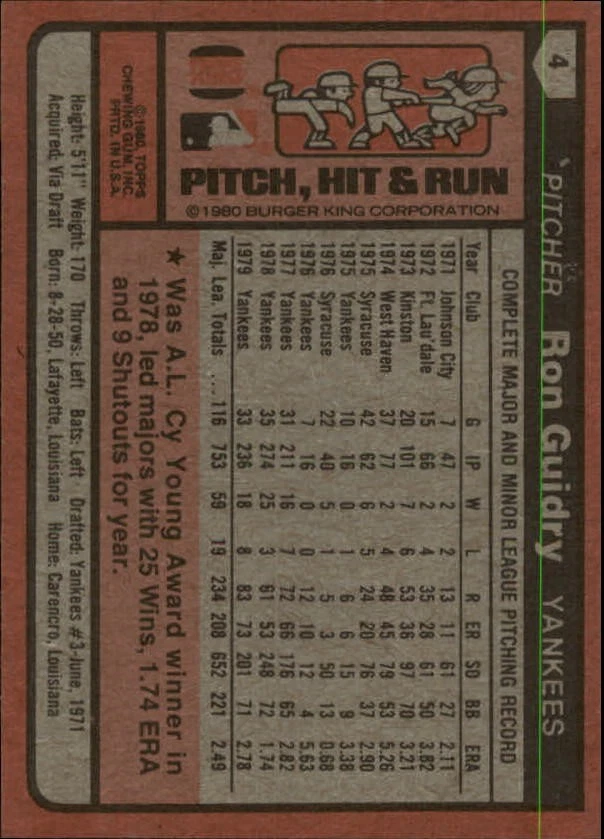 4
PITCHER Ron Guidry YANKEES
PITCH, HIT & RUN
©1980 BURGER KING CORPORATION
©1980, TOPPS
CHEWING GUM, INC.
PRTD. IN U.S.A.
COMPLETE MAJOR AND MINOR LEAGUE PITCHING RECORD
Year Club G IP W L R ER SO BB ERA
1971 Johnson City 7 47 2 2 13 11 61 27 2.11
1972 Ft. Lau'dale 15 66 2 4 35 28 61 50 3.82
1973 Kinston 20 101 7 6 53 36 97 70 3.21
1974 West Haven 37 77 2 4 48 45 79 53 5.26
1975 Syracuse 42 62 6 5 24 20 76 37 2.90
1975 Yankees 10 16 0 1 6 6 15 9 3.38
1976 Syracuse 22 40 5 1 5 3 50 13 0.68
1976 Yankees 7 16 0 0 12 10 12 4 5.63
1977 Yankees 31 211 16 7 72 66 176 65 2.82
1978 Yankees 35 274 25 3 61 53 248 72 1.74
1979 Yankees 33 236 18 8 83 73 201 71 2.78
Maj. Lea. Totals ....116 753 59 19 234 208 652 221 2.49
★ Was A.L. Cy Young Award winner in
1978, led majors with 25 Wins, 1.74 ERA
and 9 Shutouts for year.
Height: 5'11" Weight: 170 Throws: Left Bats: Left Drafted: Yankees #3-June, 1971
Acquired: Via Draft Born: 8-28-50, Lafayette, Louisiana Home: Carencro, Louisiana